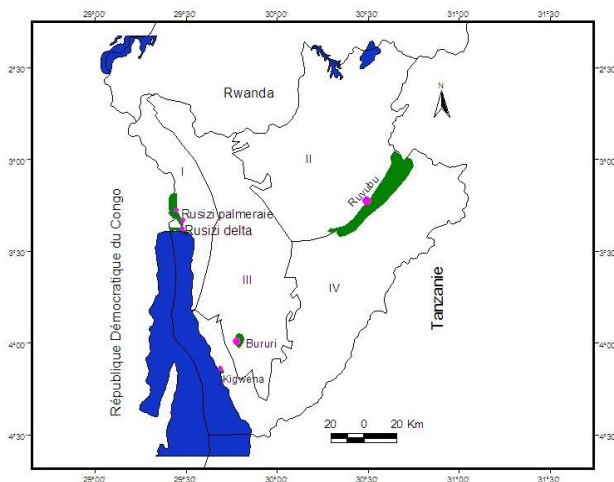 29°00 29°30 30°00 30°30 31°00 31°30
2°30 2°30
Rwanda
N
3°00 3°00
I
II
Ruyubu
Rusizi palmeraie
Rusizi delta
République Démocratique du Congo
3°30 3°30
III
IV
Tanzanie
4°00 4°00
Bururi
Kigwena
20 0 20 Km
4°30 4°30
29°00 29°30 30°00 30°30 31°00 31°30